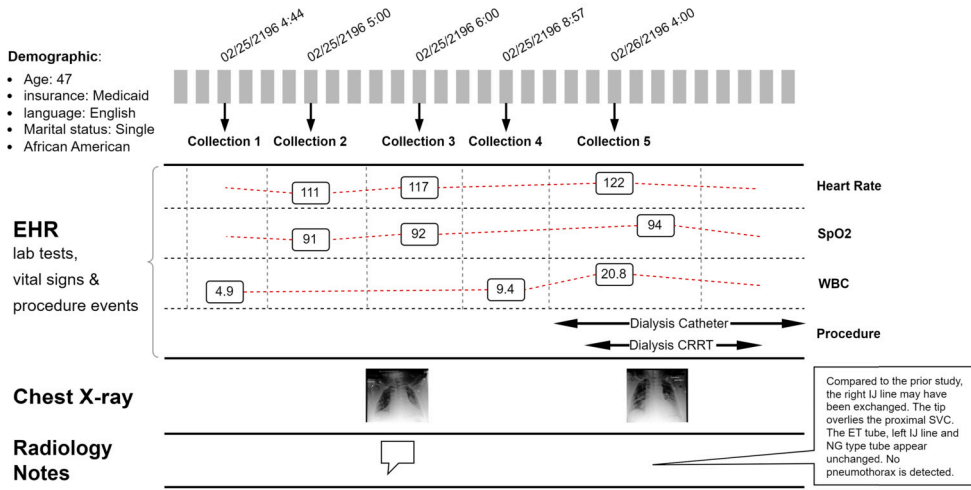 02/25/2196 4:44
02/25/2196 5:00
02/25/2196 6:00
02/25/2196 8:57
02/26/2196 4:00
Demographic:
• Age: 47
• insurance: Medicaid
• language: English
• Marital status: Single
• African American
Collection 1
Collection 2
Collection 3
Collection 4
Collection 5
EHR
lab tests,
vital signs &
procedure events
111
117
122
Heart Rate
91
92
94
SpO2
4.9
9.4
20.8
WBC
Dialysis Catheter
Dialysis CRRT
Procedure
Chest X-ray
Radiology
Notes
Compared to the prior study,
the right IJ line may have
been exchanged. The tip
overlies the proximal SVC.
The ET tube, left IJ line and
NG type tube appear
unchanged. No
pneumothorax is detected.